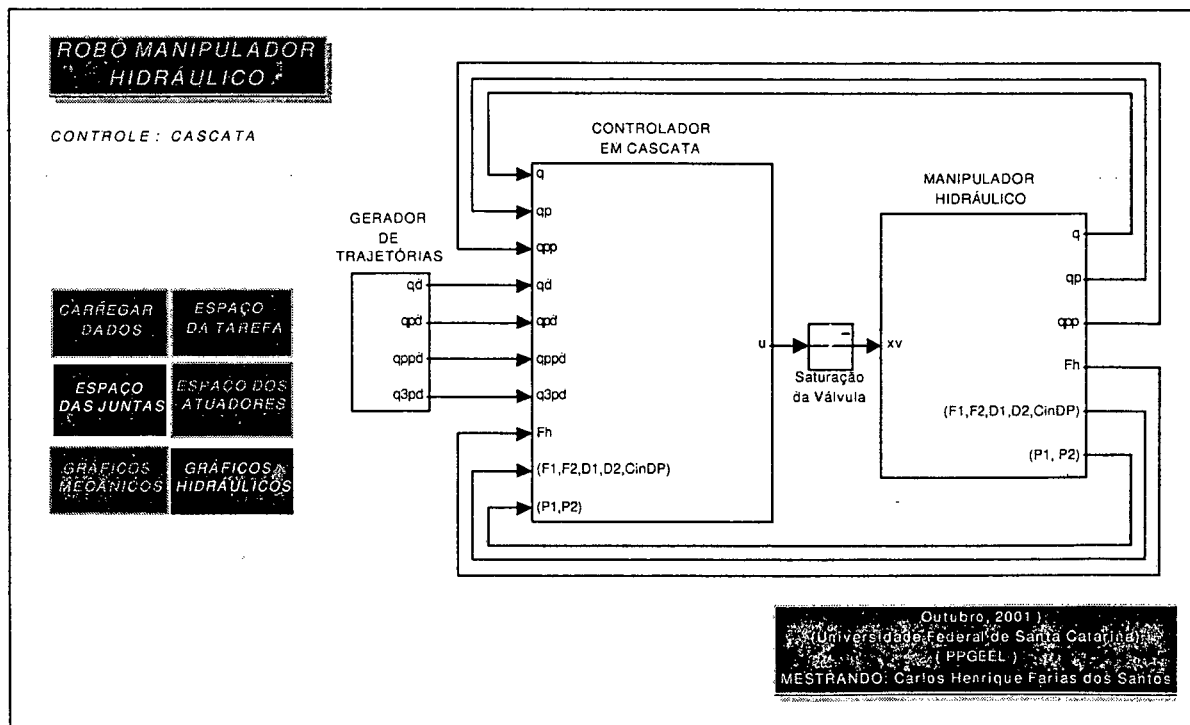 ROBÔ MANIPULADOR
HIDRÁULICO
CONTROLE : CASCATA
CARREGAR
DADOS
ESPAÇO
DA TAREFA
ESPAÇO
DAS JUNTAS
ESPAÇO DOS
ATUADORES
GRÁFICOS
MECÂNICOS
GRÁFICOS
HIDRÁULICOS
GERADOR
DE
TRAJETÓRIAS
qd
qpd
qppd
q3pd
CONTROLADOR
EM CASCATA
q
qp
qpp
qd
qpd
qppd
q3pd
Fh
(F1,F2,D1,D2,CinDP)
(P1,P2)
u
Saturação
da Válvula
MANIPULADOR
HIDRÁULICO
xv
q
qp
qpp
Fh
(F1,F2,D1,D2,CinDP)
(P1, P2)
Outubro, 2001 )
(Universidade Federal de Santa Catarina)
( PPGEEL )
MESTRANDO: Carlos Henrique Farias dos Santos